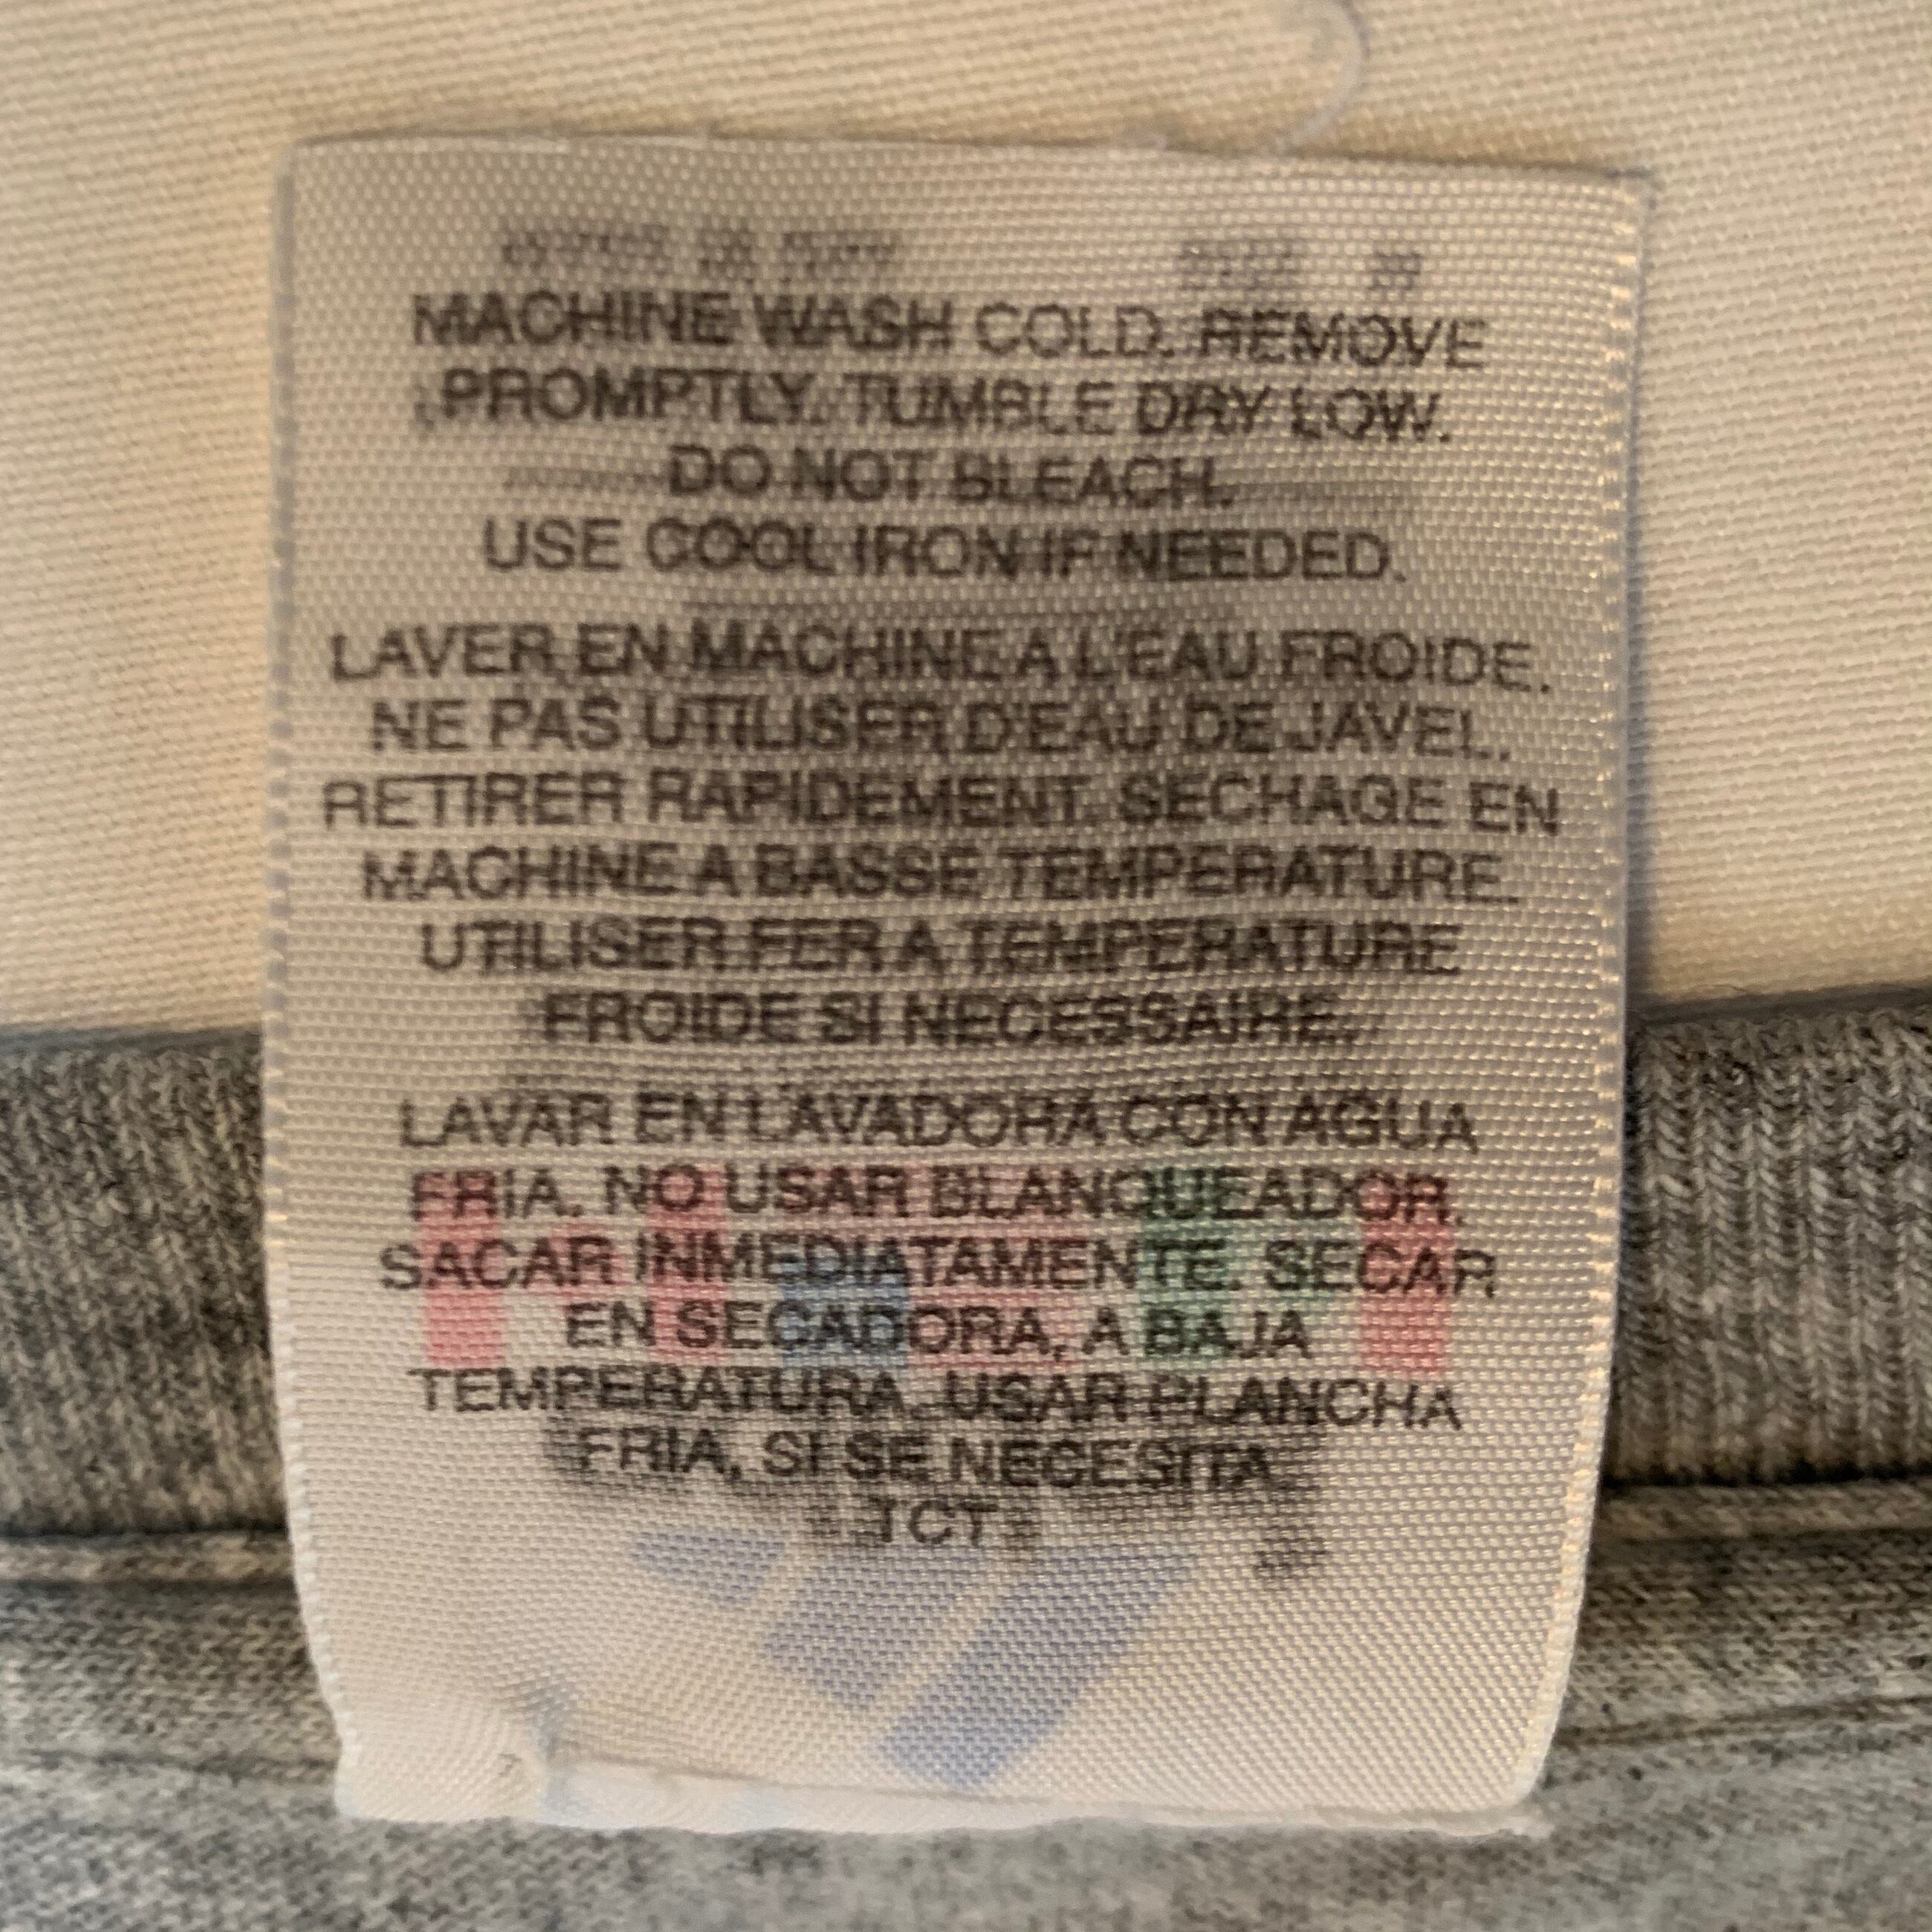 MACHINE WASH COLD. REMOVE
PROMPTLY. TUMBLE DRY LOW.
DO NOT BLEACH.
USE COOL IRON IF NEEDED.
LAVER EN MACHINE A L'EAU FROIDE.
NE PAS UTILISER D'EAU DE JAVEL.
RETIRER RAPIDEMENT. SECHAGE EN
MACHINE A BASSE TEMPERATURE.
UTILISER FER A TEMPERATURE
FROIDE SI NECESSAIRE.
LAVAR EN LAVADORA CON AGUA
FRIA. NO USAR BLANQUEADOR.
SACAR INMEDIATAMENTE. SECAR
EN SECADORA, A BAJA
TEMPERATURA. USAR PLANCHA
FRIA, SI SE NECESITA
JCT